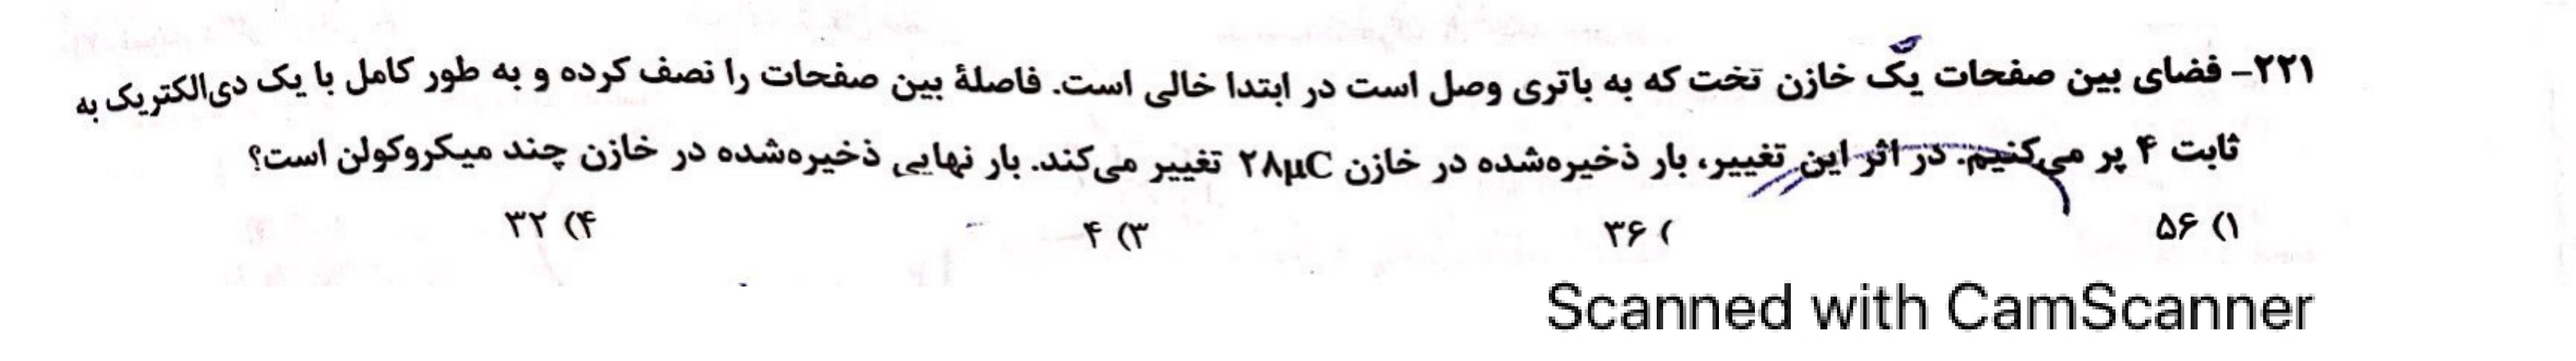 ۲۲۱- فضای بین صفحات یک خازن تخت که به باتری وصل است در ابتدا خالی است. فاصلهٔ بین صفحات را نصف کرده و به طور کامل با یک دی‌الکتریک به
ثابت ۴ پر می‌کنیم. در اثر این تغییر، بار ذخیره‌شده در خازن ۲۸μC تغییر می‌کند. بار نهایی ذخیره‌شده در خازن چند میکروکولن است؟
۱) ۵۶ ) ۳۶ ۳) ۴ ۴) ۳۲
Scanned with CamScanner